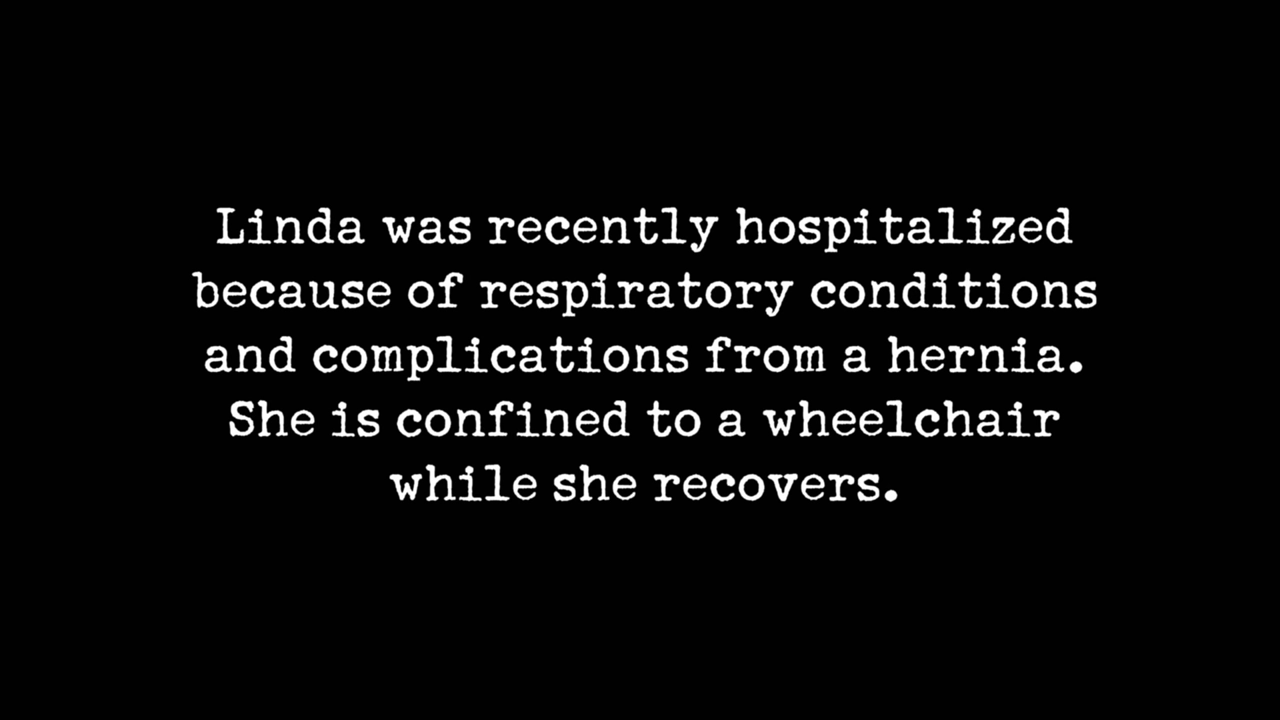 Linda was recently hospitalized
because of respiratory conditions
and complications from a hernia.
She is confined to a wheelchair
while she recovers.